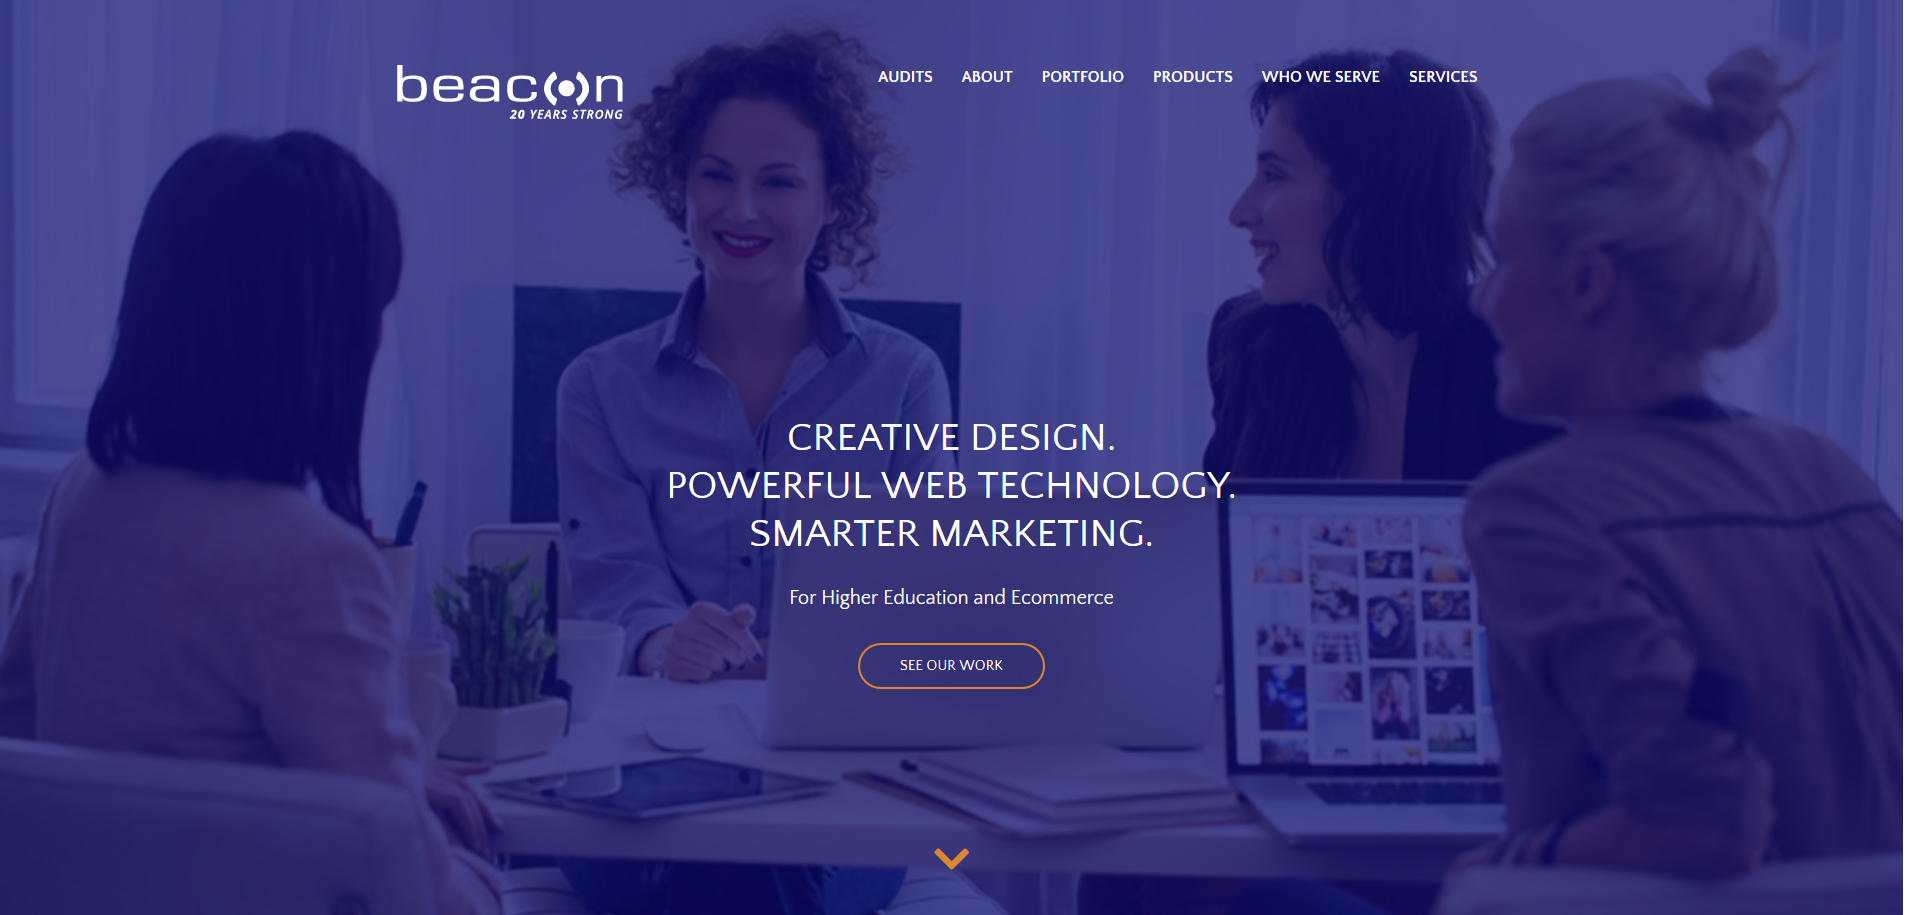 beacon
20 YEARS STRONG
AUDITS ABOUT PORTFOLIO PRODUCTS WHO WE SERVE SERVICES
CREATIVE DESIGN.
POWERFUL WEB TECHNOLOGY.
SMARTER MARKETING.
For Higher Education and Ecommerce
SEE OUR WORK